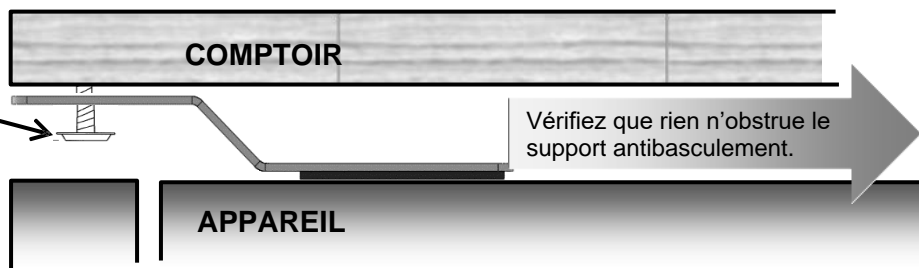 COMPTOIR
Vérifiez que rien n’obstrue le
support antibasculement.
APPAREIL